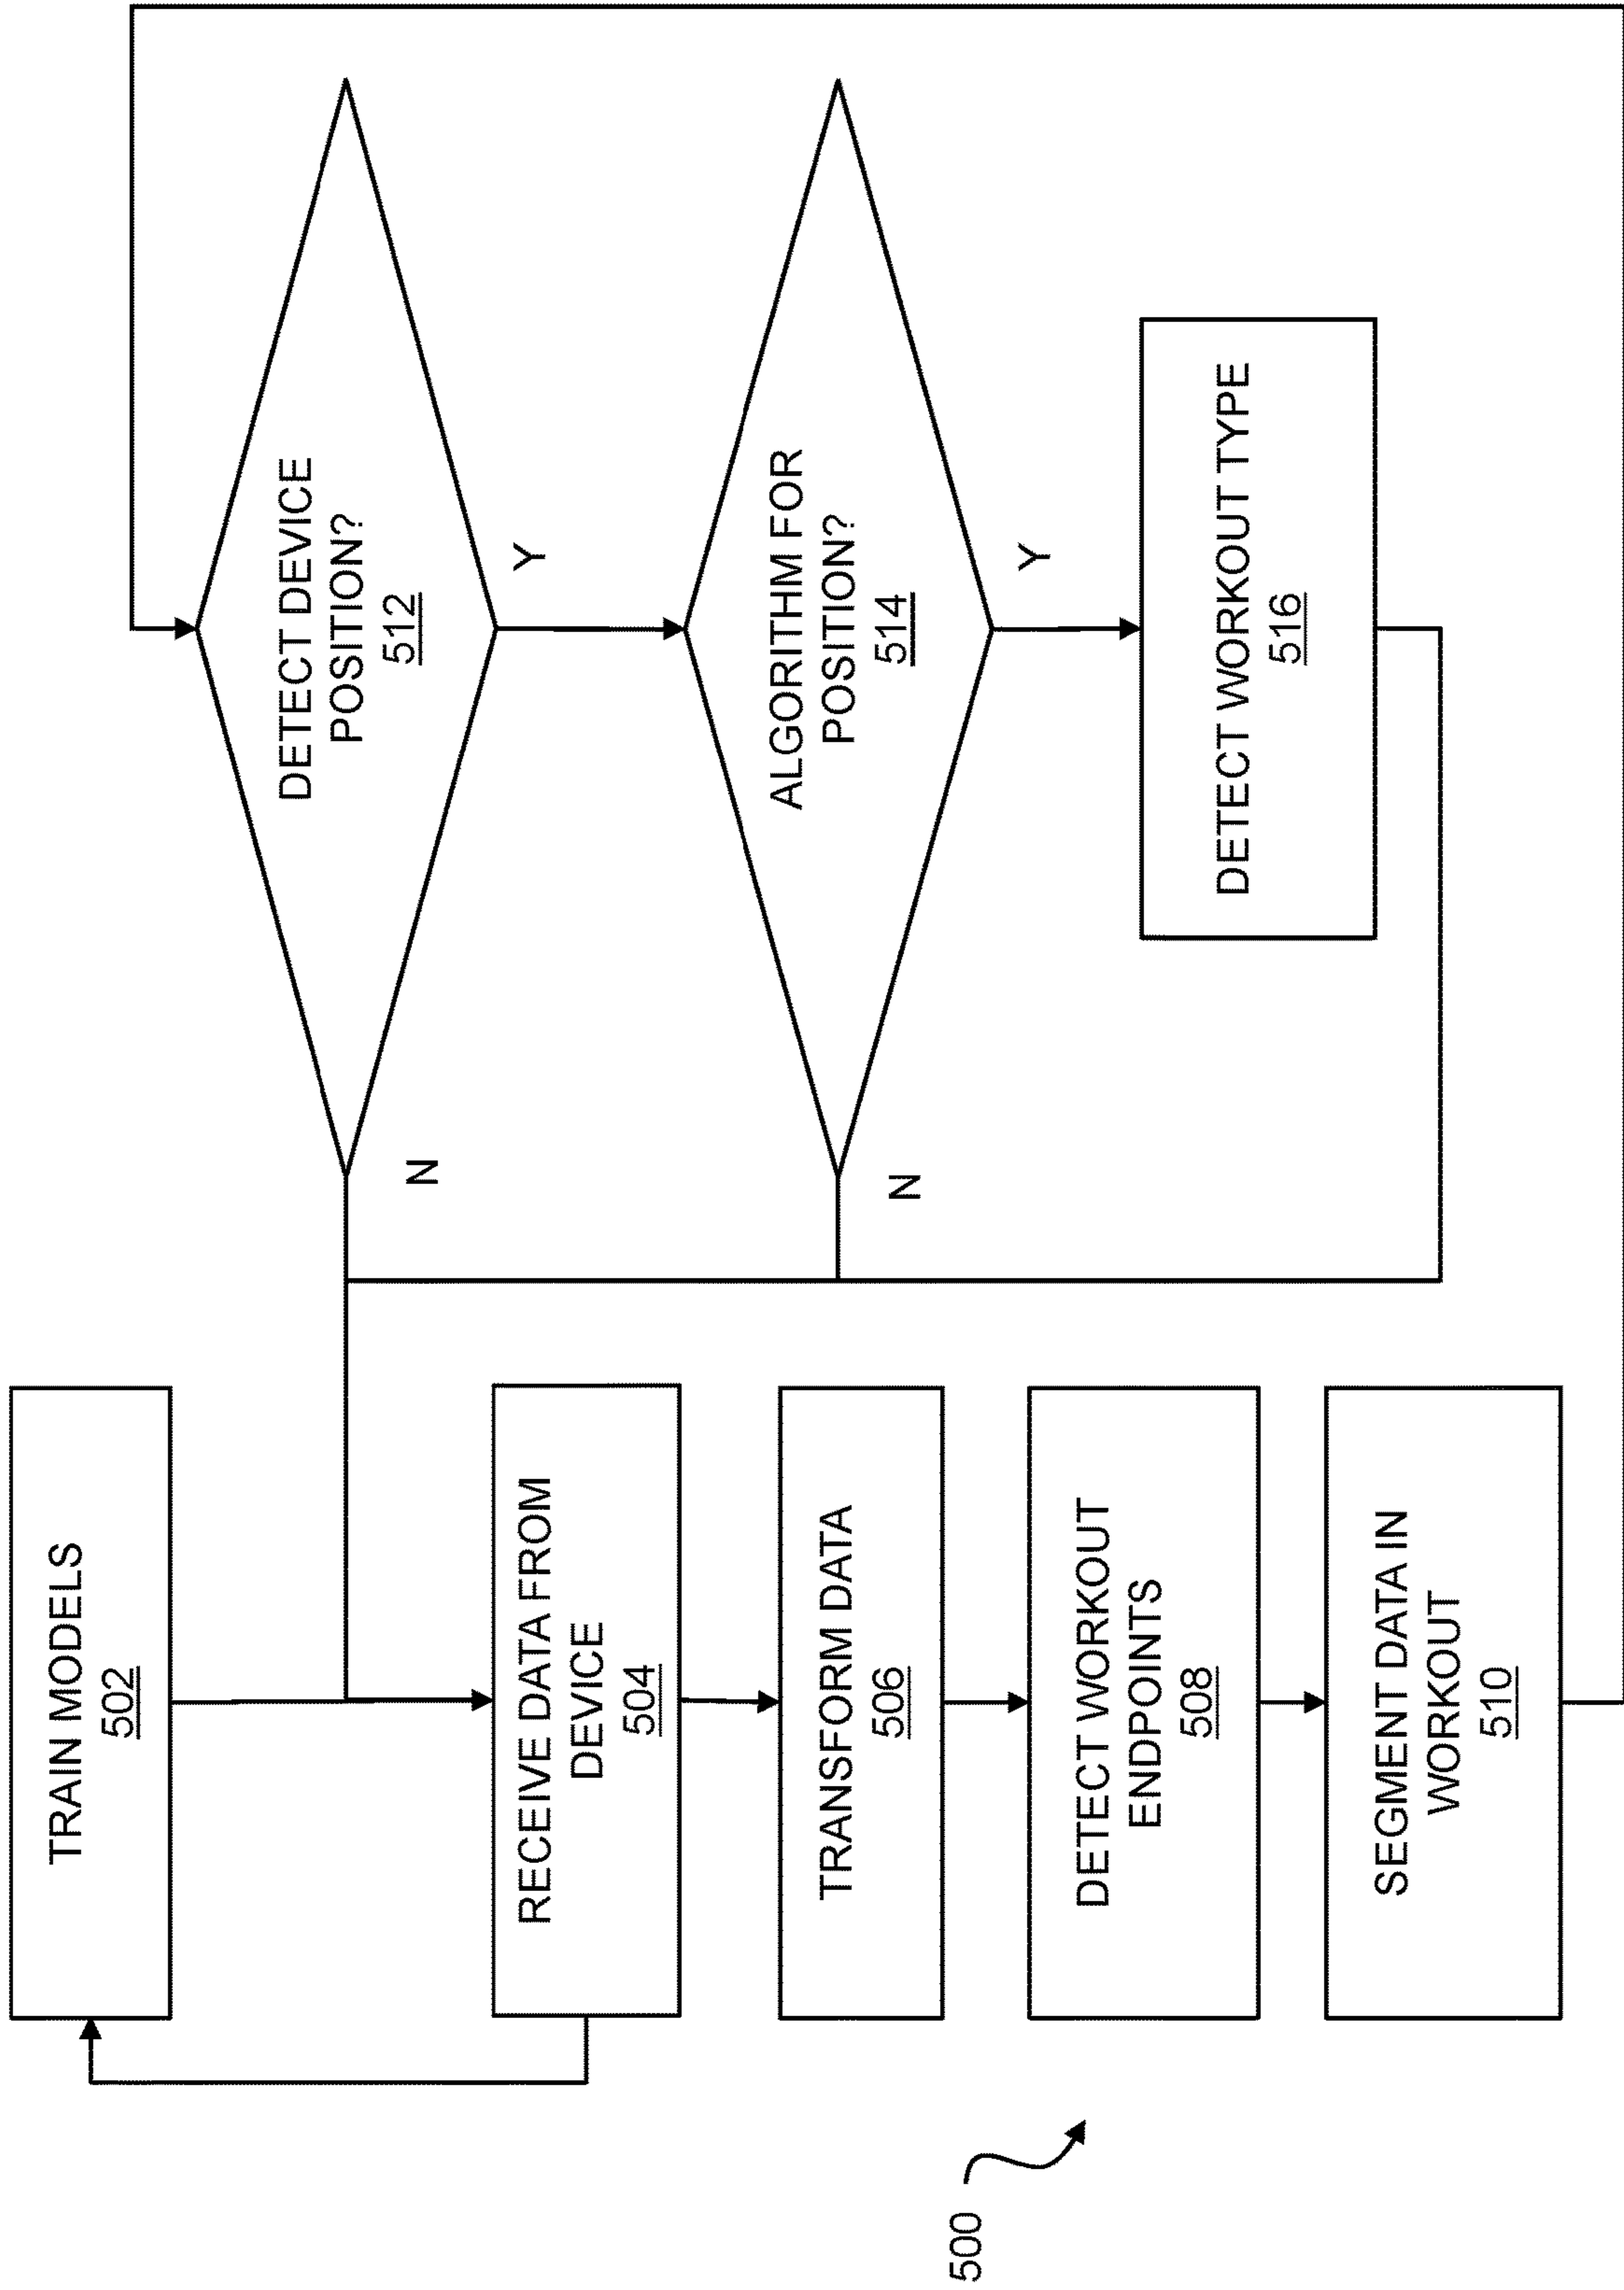 TRAIN MODELS
502
RECEIVE DATA FROM
DEVICE
504
TRANSFORM DATA
506
DETECT WORKOUT
ENDPOINTS
508
SEGMENT DATA IN
WORKOUT
510
DETECT DEVICE
POSITION?
512
N
Y
ALGORITHM FOR
POSITION?
514
N
Y
DETECT WORKOUT TYPE
516
500